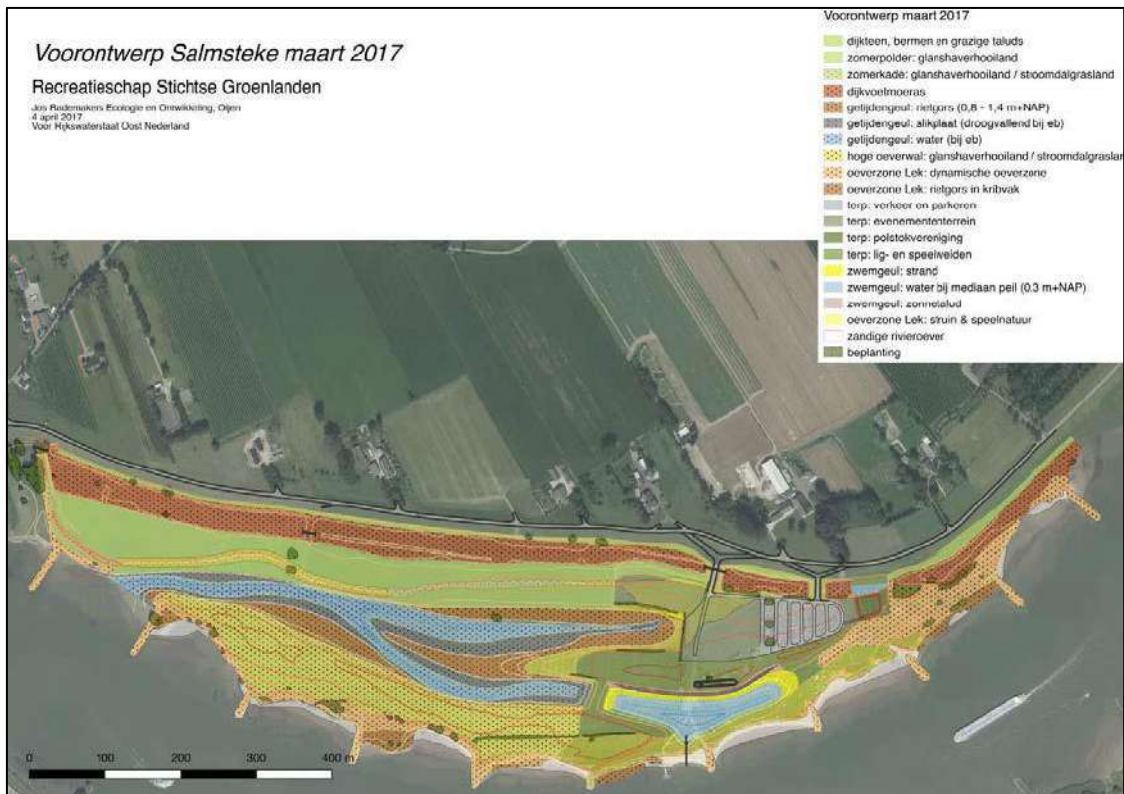 Voorontwerp Salmsteke maart 2017
Recreatieschap Stichtse Groenlanden
Jos Rademakers Ecologie en Ontwikkeling, Oijen
4 april 2017
Voor Rijkswaterstaat Oost Nederland
Voorontwerp maart 2017
dijkteen, bermen en grazige taluds
zomerpolder: glanshaverhooiland
zomerkade: glanshaverhooiland / stroomdalgrasland
dijkvoetmoeras
getijdengeul: rietgors (0,8 - 1,4 m+NAP)
getijdengeul: slikplaat (droogvallend bij eb)
getijdengeul: water (bij eb)
hoge oeverwal: glanshaverhooiland / stroomdalgraslan
oeverzone Lek: dynamische oeverzone
oeverzone Lek: rietgors in kribvak
terp: verkeer en parkeren
terp: evenemententerrein
terp: polstokvereniging
terp: lig- en speelweiden
zwemgeul: strand
zwemgeul: water bij mediaan peil (0.3 m+NAP)
zwemgeul: zonnetalud
oeverzone Lek: struin & speelnatuur
zandige rivieroever
beplanting
0 100 200 300 400 m